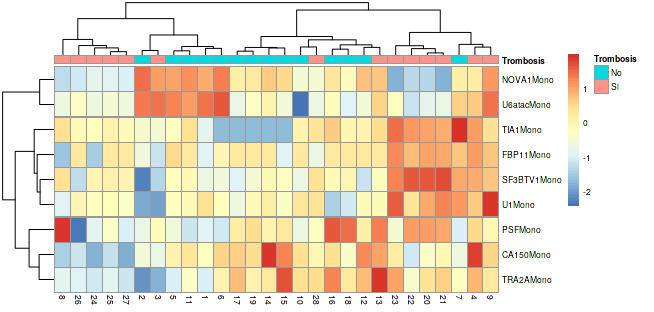 Trombosis
NOVA1Mono
U6atacMono
TIA1Mono
FBP11Mono
SF3BTV1Mono
U1Mono
PSFMono
CA150Mono
TRA2AMono
8 26 24 25 27 2 3 5 11 1 6 17 19 14 15 10 28 16 18 12 13 23 22 20 21 7 4 9
1
0
-1
-2
Trombosis
No
SI